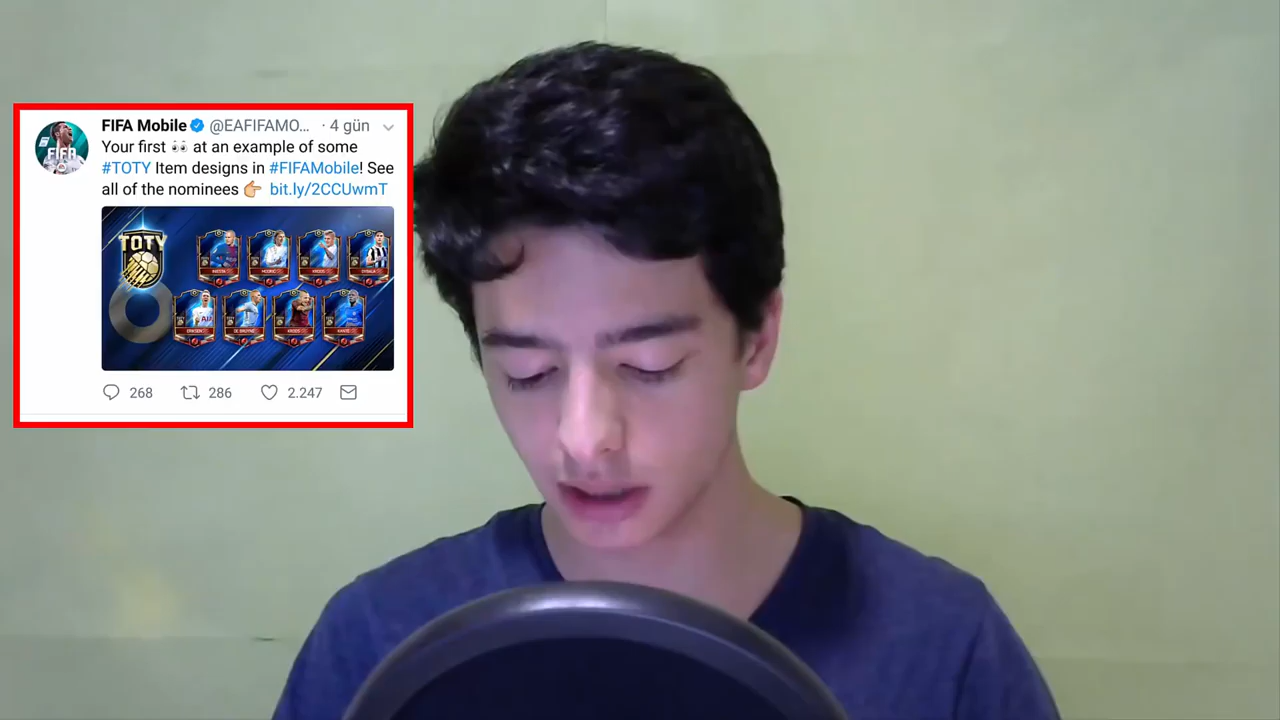 FIFA Mobile @EAFIFAMO... · 4 gün
Your first 👀 at an example of some
#TOTY Item designs in #FIFAMobile! See
all of the nominees 👉 bit.ly/2CCUwmT
FIFA
TOTY
INIESTA MODRIC KROOS DYBALA
ERIKSEN DE BRUYNE KROOS KANTE
268 286 2.247